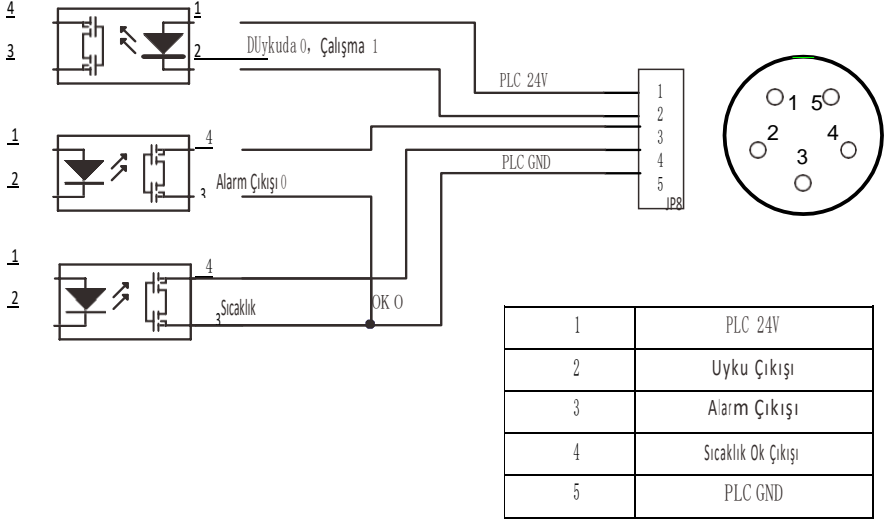 4
1
3
2
DUykuda 0, Çalışma 1
PLC 24V
1
2
3
4
5
JP8
1
5
2
4
3
1
4
2
3
Alarm Çıkışı 0
PLC GND
1
4
2
3
Sıcaklık
OK O
1 PLC 24V
2 Uyku Çıkışı
3 Alarm Çıkışı
4 Sıcaklık Ok Çıkışı
5 PLC GND